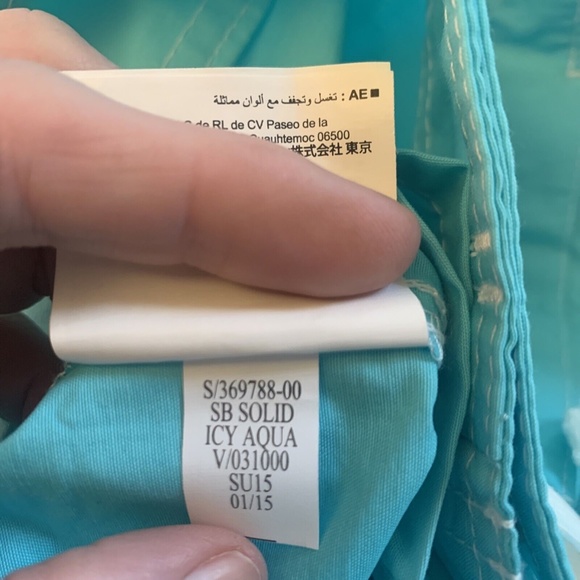 ■AE : تغسل وتجفف مع ألوان مماثلة
de RL de CV Paseo de la
Cuauhtemoc 06500
株式会社 東京
S/369788-00
SB SOLID
ICY AQUA
V/031000
SU15
01/15